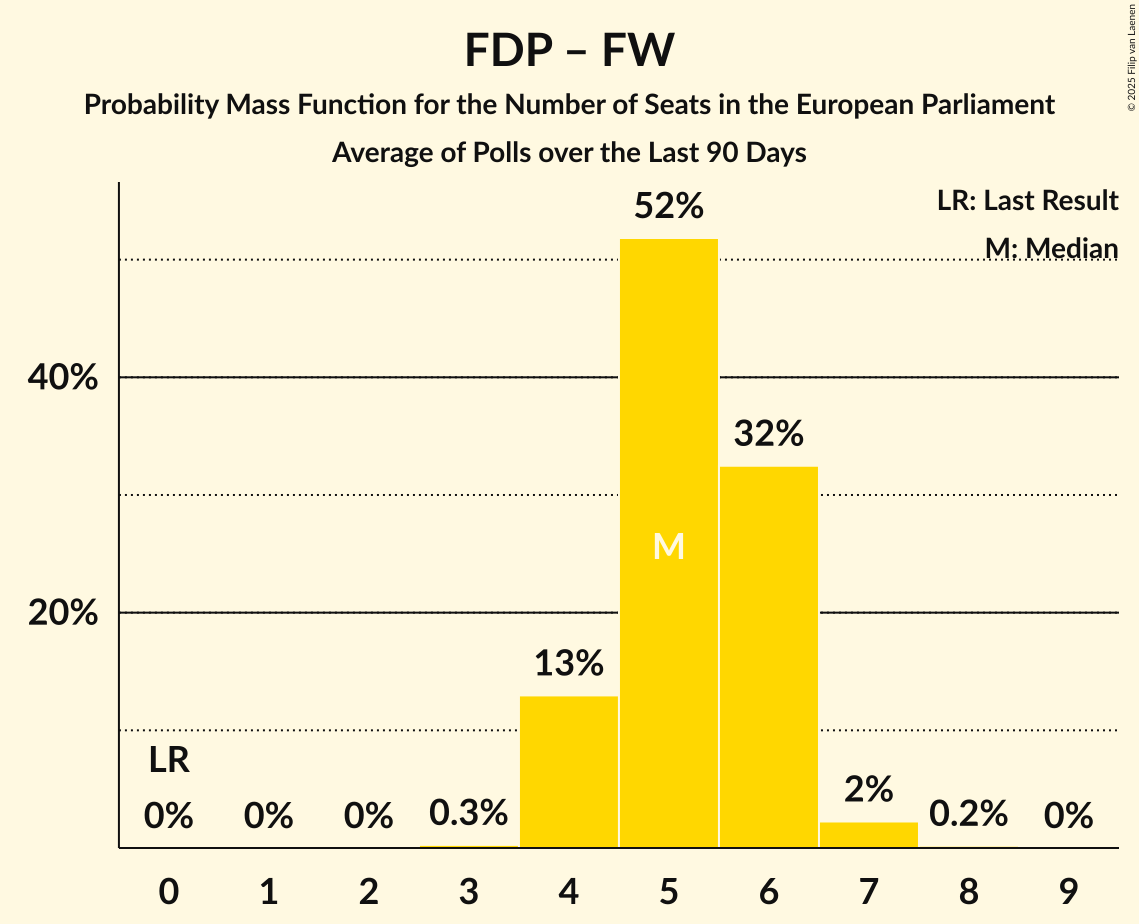 FDP – FW
Probability Mass Function for the Number of Seats in the European Parliament
Average of Polls over the Last 90 Days
© 2025 Filip van Laenen
LR: Last Result
M: Median
52%
40%
32%
M
20%
13%
LR
0% 0% 0% 0.3% 2% 0.2% 0%
0 1 2 3 4 5 6 7 8 9